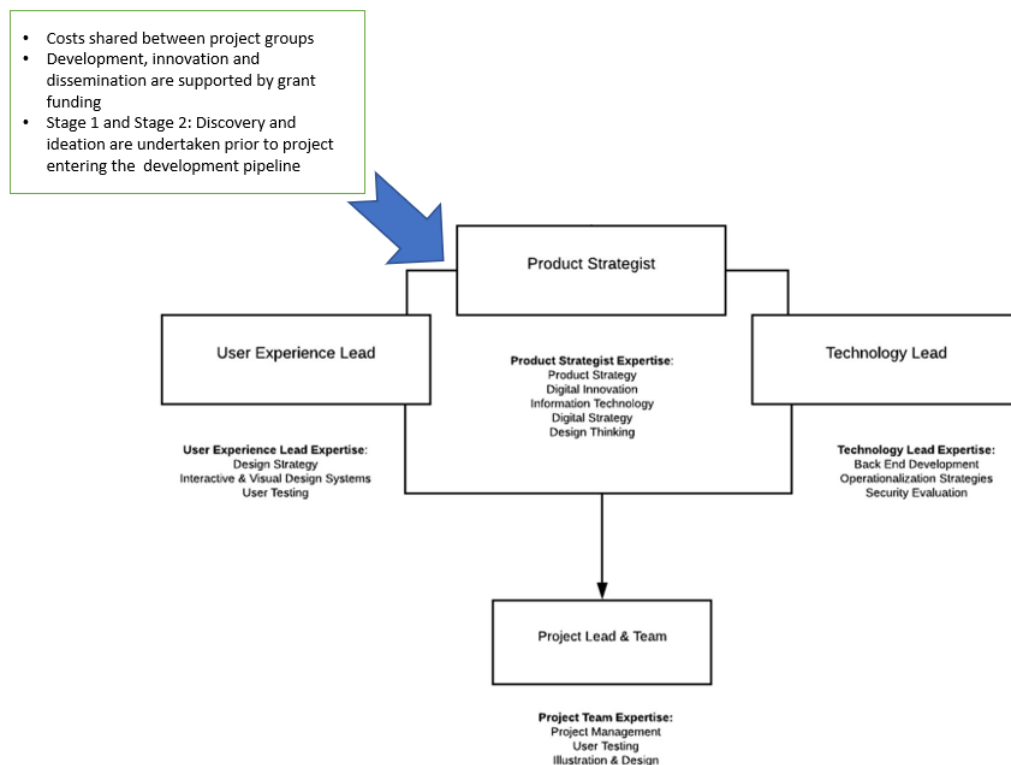 • Costs shared between project groups
• Development, innovation and
dissemination are supported by grant
funding
• Stage 1 and Stage 2: Discovery and
ideation are undertaken prior to project
entering the development pipeline
Product Strategist
User Experience Lead
Technology Lead
Product Strategist Expertise:
Product Strategy
Digital Innovation
Information Technology
Digital Strategy
Design Thinking
User Experience Lead Expertise:
Design Strategy
Interactive & Visual Design Systems
User Testing
Technology Lead Expertise:
Back End Development
Operationalization Strategies
Security Evaluation
Project Lead & Team
Project Team Expertise:
Project Management
User Testing
Illustration & Design